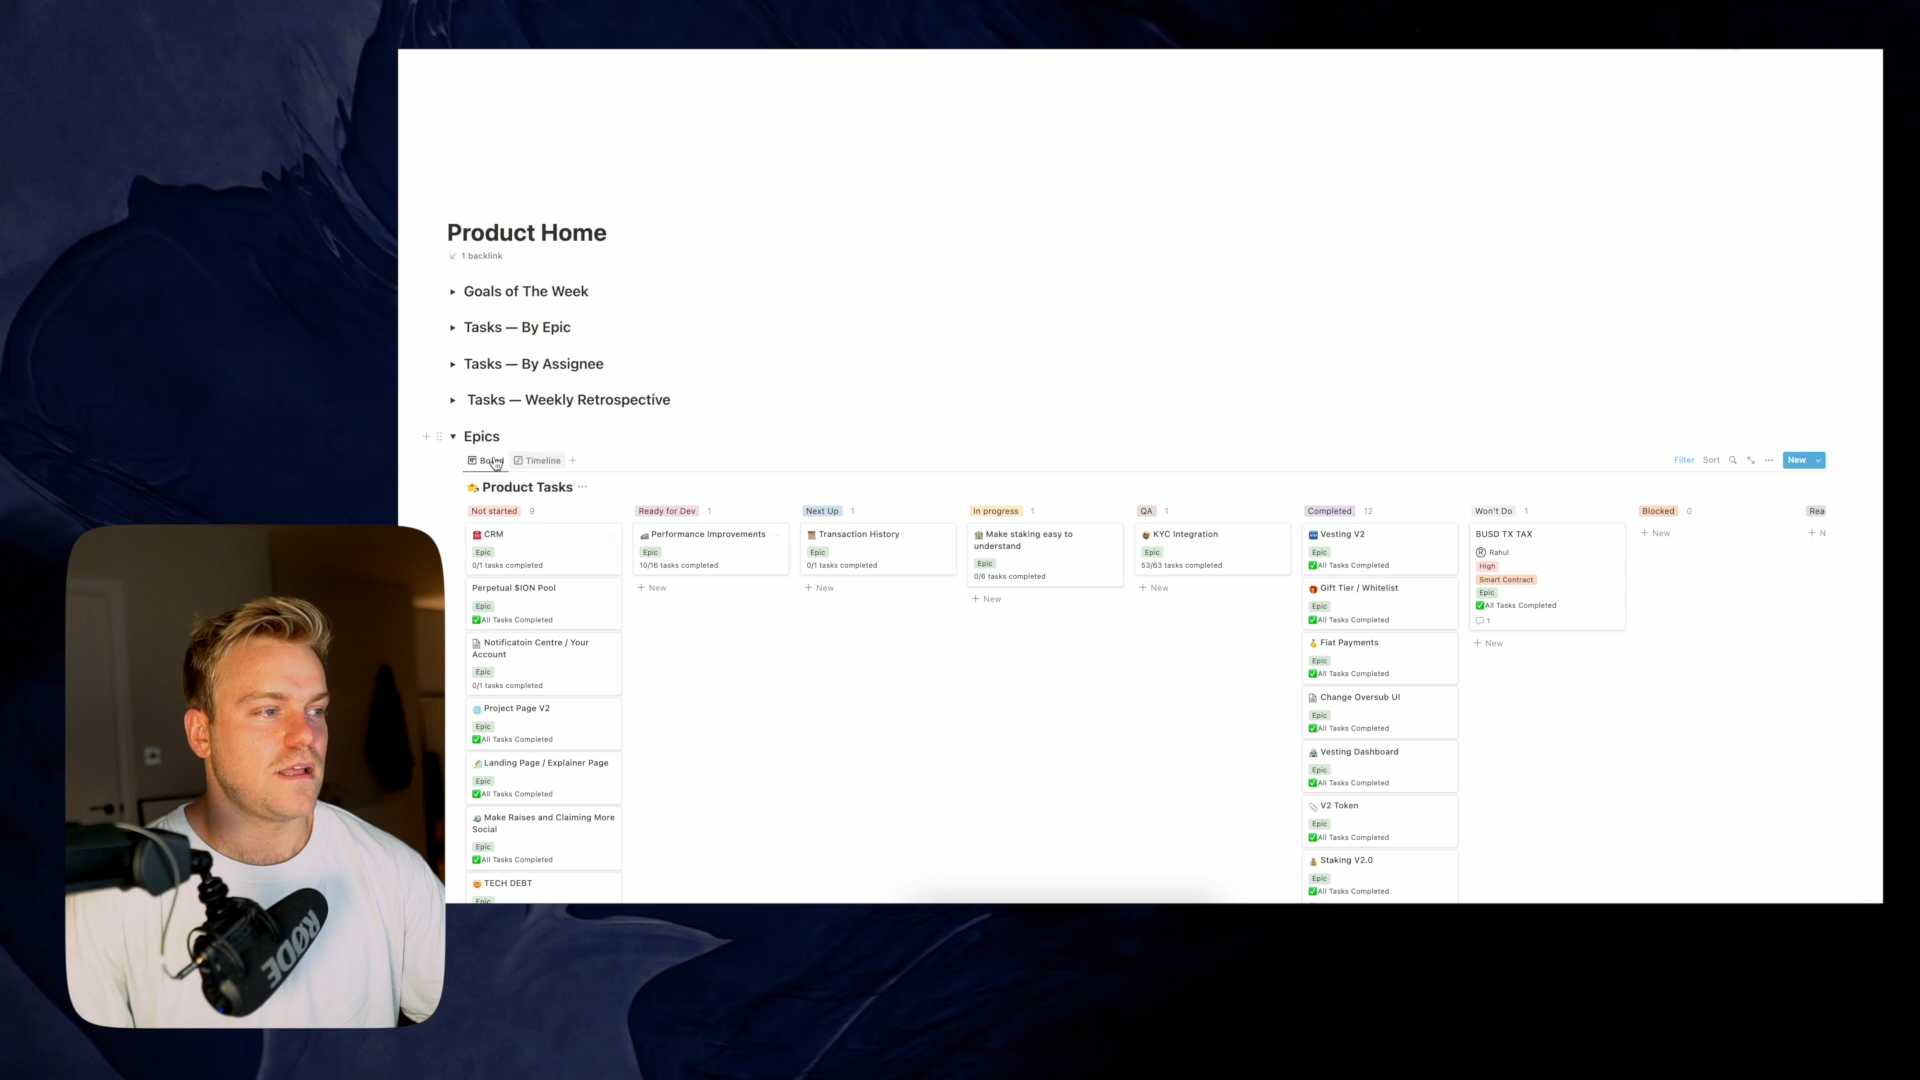 Product Home
1 backlink
Goals of The Week
Tasks — By Epic
Tasks — By Assignee
Tasks — Weekly Retrospective
Epics
Board Timeline
Filter Sort New
Product Tasks
Not started 9
Ready for Dev 1
Next Up 1
In progress 1
QA 1
Completed 12
Won't Do 1
Blocked 0
Rea
CRM
Epic
0/1 tasks completed
Perpetual $ION Pool
Epic
All Tasks Completed
Notificatoin Centre / Your
Account
Epic
0/1 tasks completed
Project Page V2
Epic
All Tasks Completed
Landing Page / Explainer Page
Epic
All Tasks Completed
Make Raises and Claiming More
Social
Epic
All Tasks Completed
TECH DEBT
Epic
Performance Improvements
Epic
10/16 tasks completed
New
Transaction History
Epic
0/1 tasks completed
New
Make staking easy to
understand
Epic
0/6 tasks completed
New
KYC Integration
Epic
53/63 tasks completed
New
Vesting V2
Epic
All Tasks Completed
Gift Tier / Whitelist
Epic
All Tasks Completed
Fiat Payments
Epic
All Tasks Completed
Change Oversub UI
Epic
All Tasks Completed
Vesting Dashboard
Epic
All Tasks Completed
V2 Token
Epic
All Tasks Completed
Staking V2.0
Epic
All Tasks Completed
BUSD TX TAX
R Rahul
High
Smart Contract
Epic
All Tasks Completed
1
New
New
N
RØDE